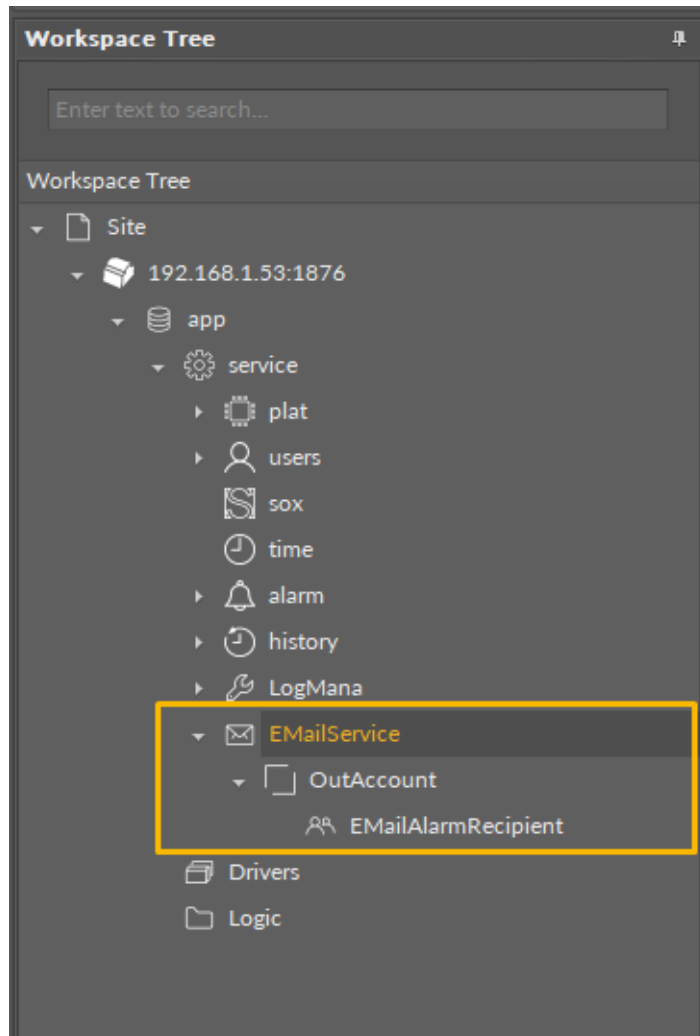 Workspace Tree
Enter text to search...
Workspace Tree
Site
192.168.1.53:1876
app
service
plat
users
sox
time
alarm
history
LogMana
EMailService
OutAccount
EMailAlarmRecipient
Drivers
Logic